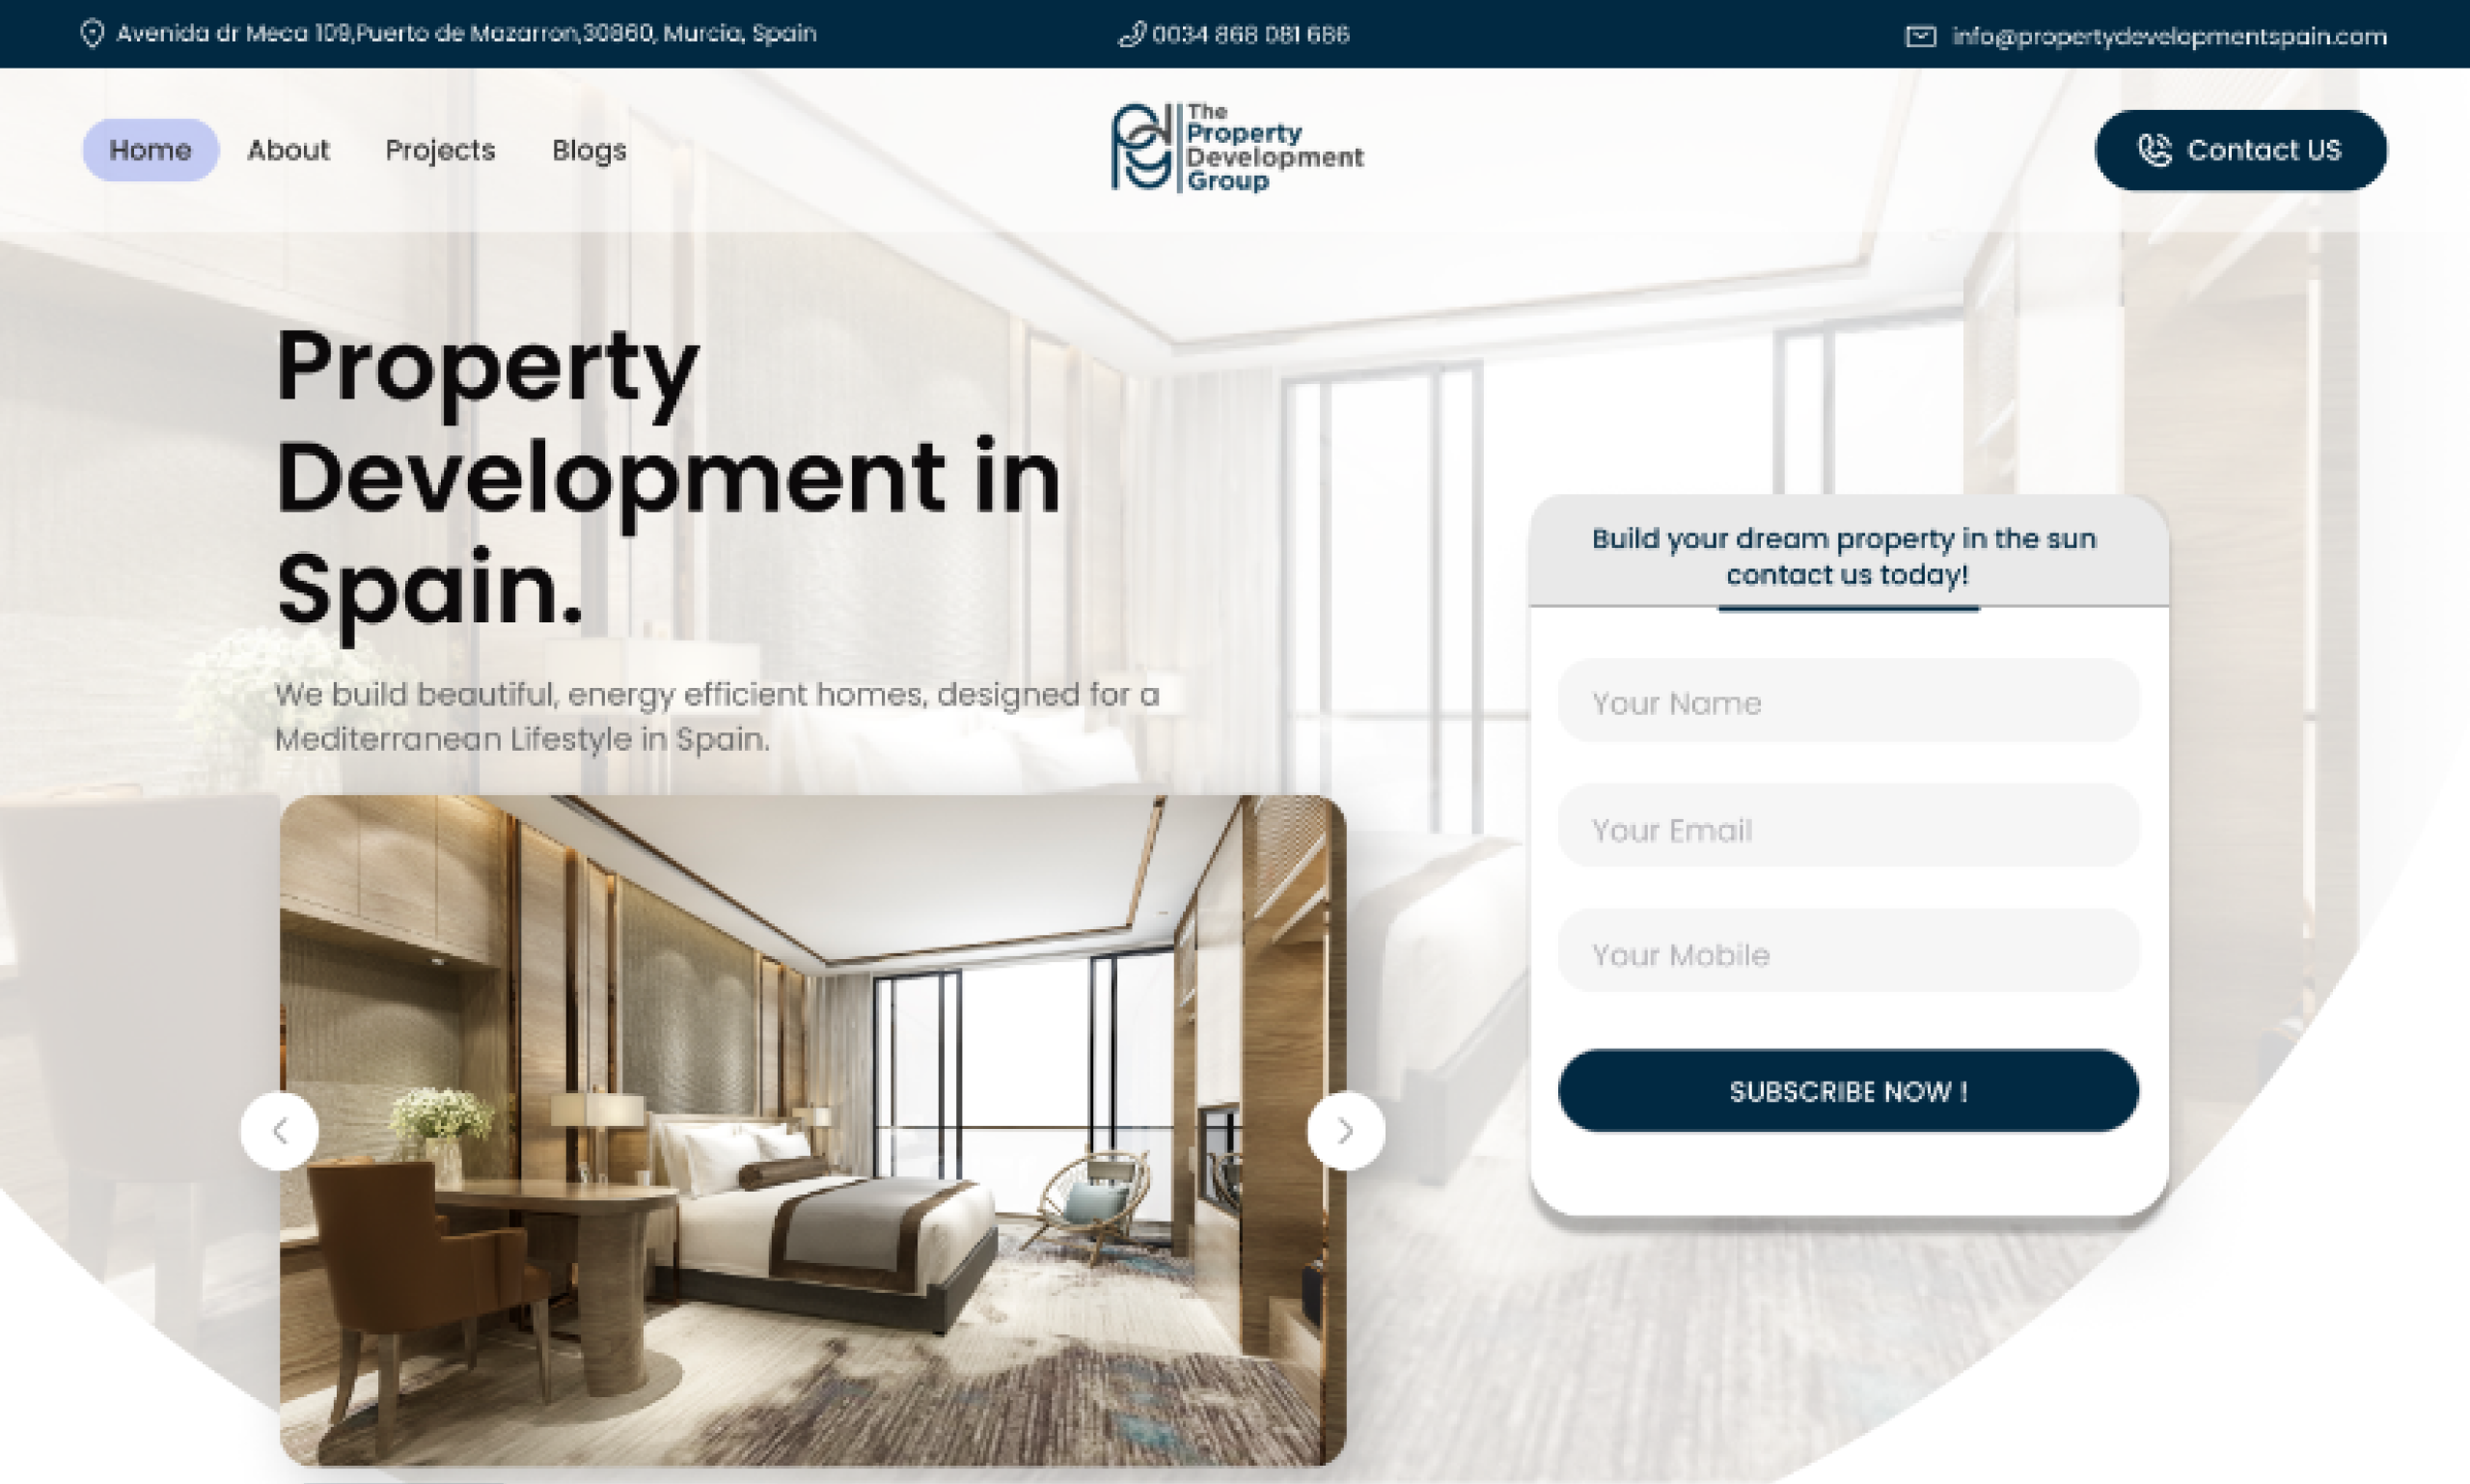 Avenida dr Meca 109,Puerto de Mazarron,30860, Murcia, Spain
0034 868 081 686
info@propertydevelopmentspain.com
Home
About
Projects
Blogs
The
Property
Development
Group
Contact US
Property
Development in
Spain.
We build beautiful, energy efficient homes, designed for a
Mediterranean Lifestyle in Spain.
Build your dream property in the sun
contact us today!
Your Name
Your Email
Your Mobile
SUBSCRIBE NOW !